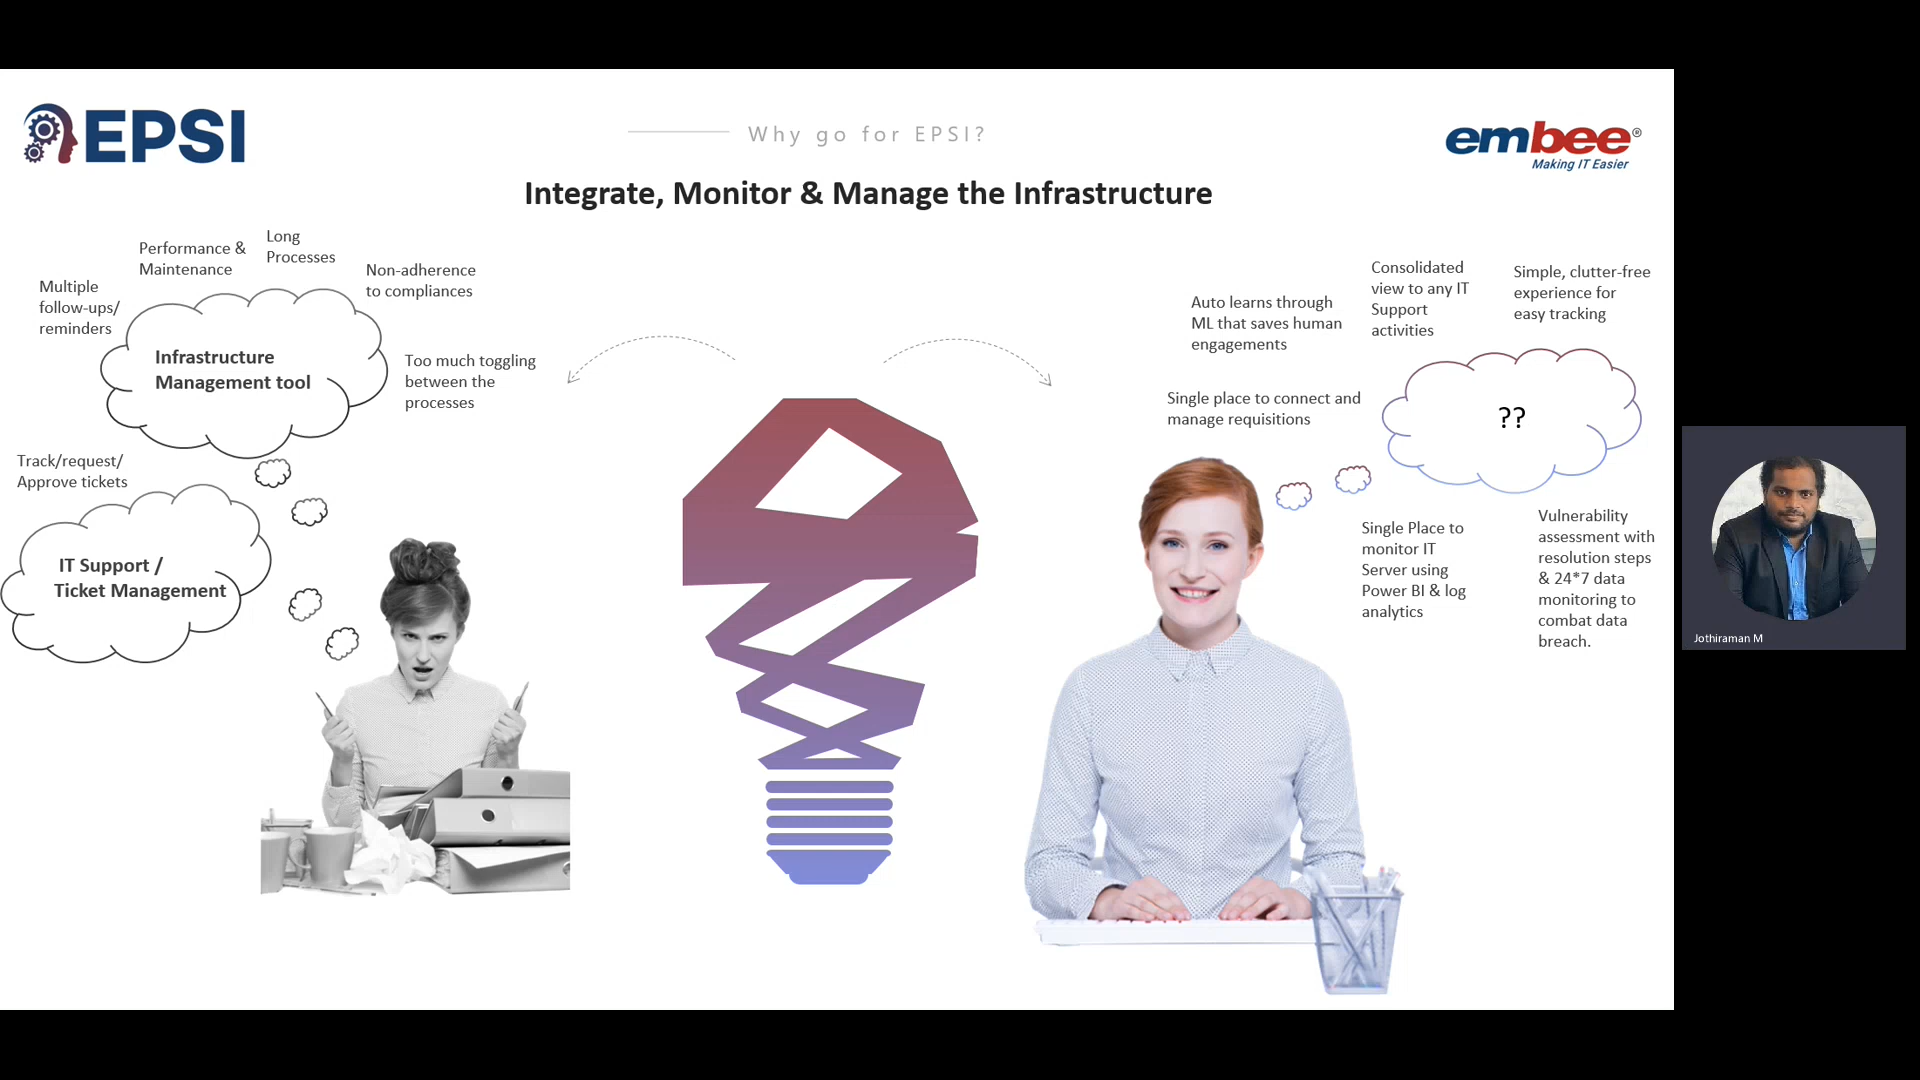 EPSI
Why go for EPSI?
embee®
Making IT Easier
Integrate, Monitor & Manage the Infrastructure
Multiple
follow-ups/
reminders
Performance &
Maintenance
Long
Processes
Non-adherence
to compliances
Infrastructure
Management tool
Too much toggling
between the
processes
Track/request/
Approve tickets
IT Support /
Ticket Management
Auto learns through
ML that saves human
engagements
Consolidated
view to any IT
Support
activities
Simple, clutter-free
experience for
easy tracking
Single place to connect and
manage requisitions
??
Single Place to
monitor IT
Server using
Power BI & log
analytics
Vulnerability
assessment with
resolution steps
& 24*7 data
monitoring to
combat data
breach.
Jothiraman M